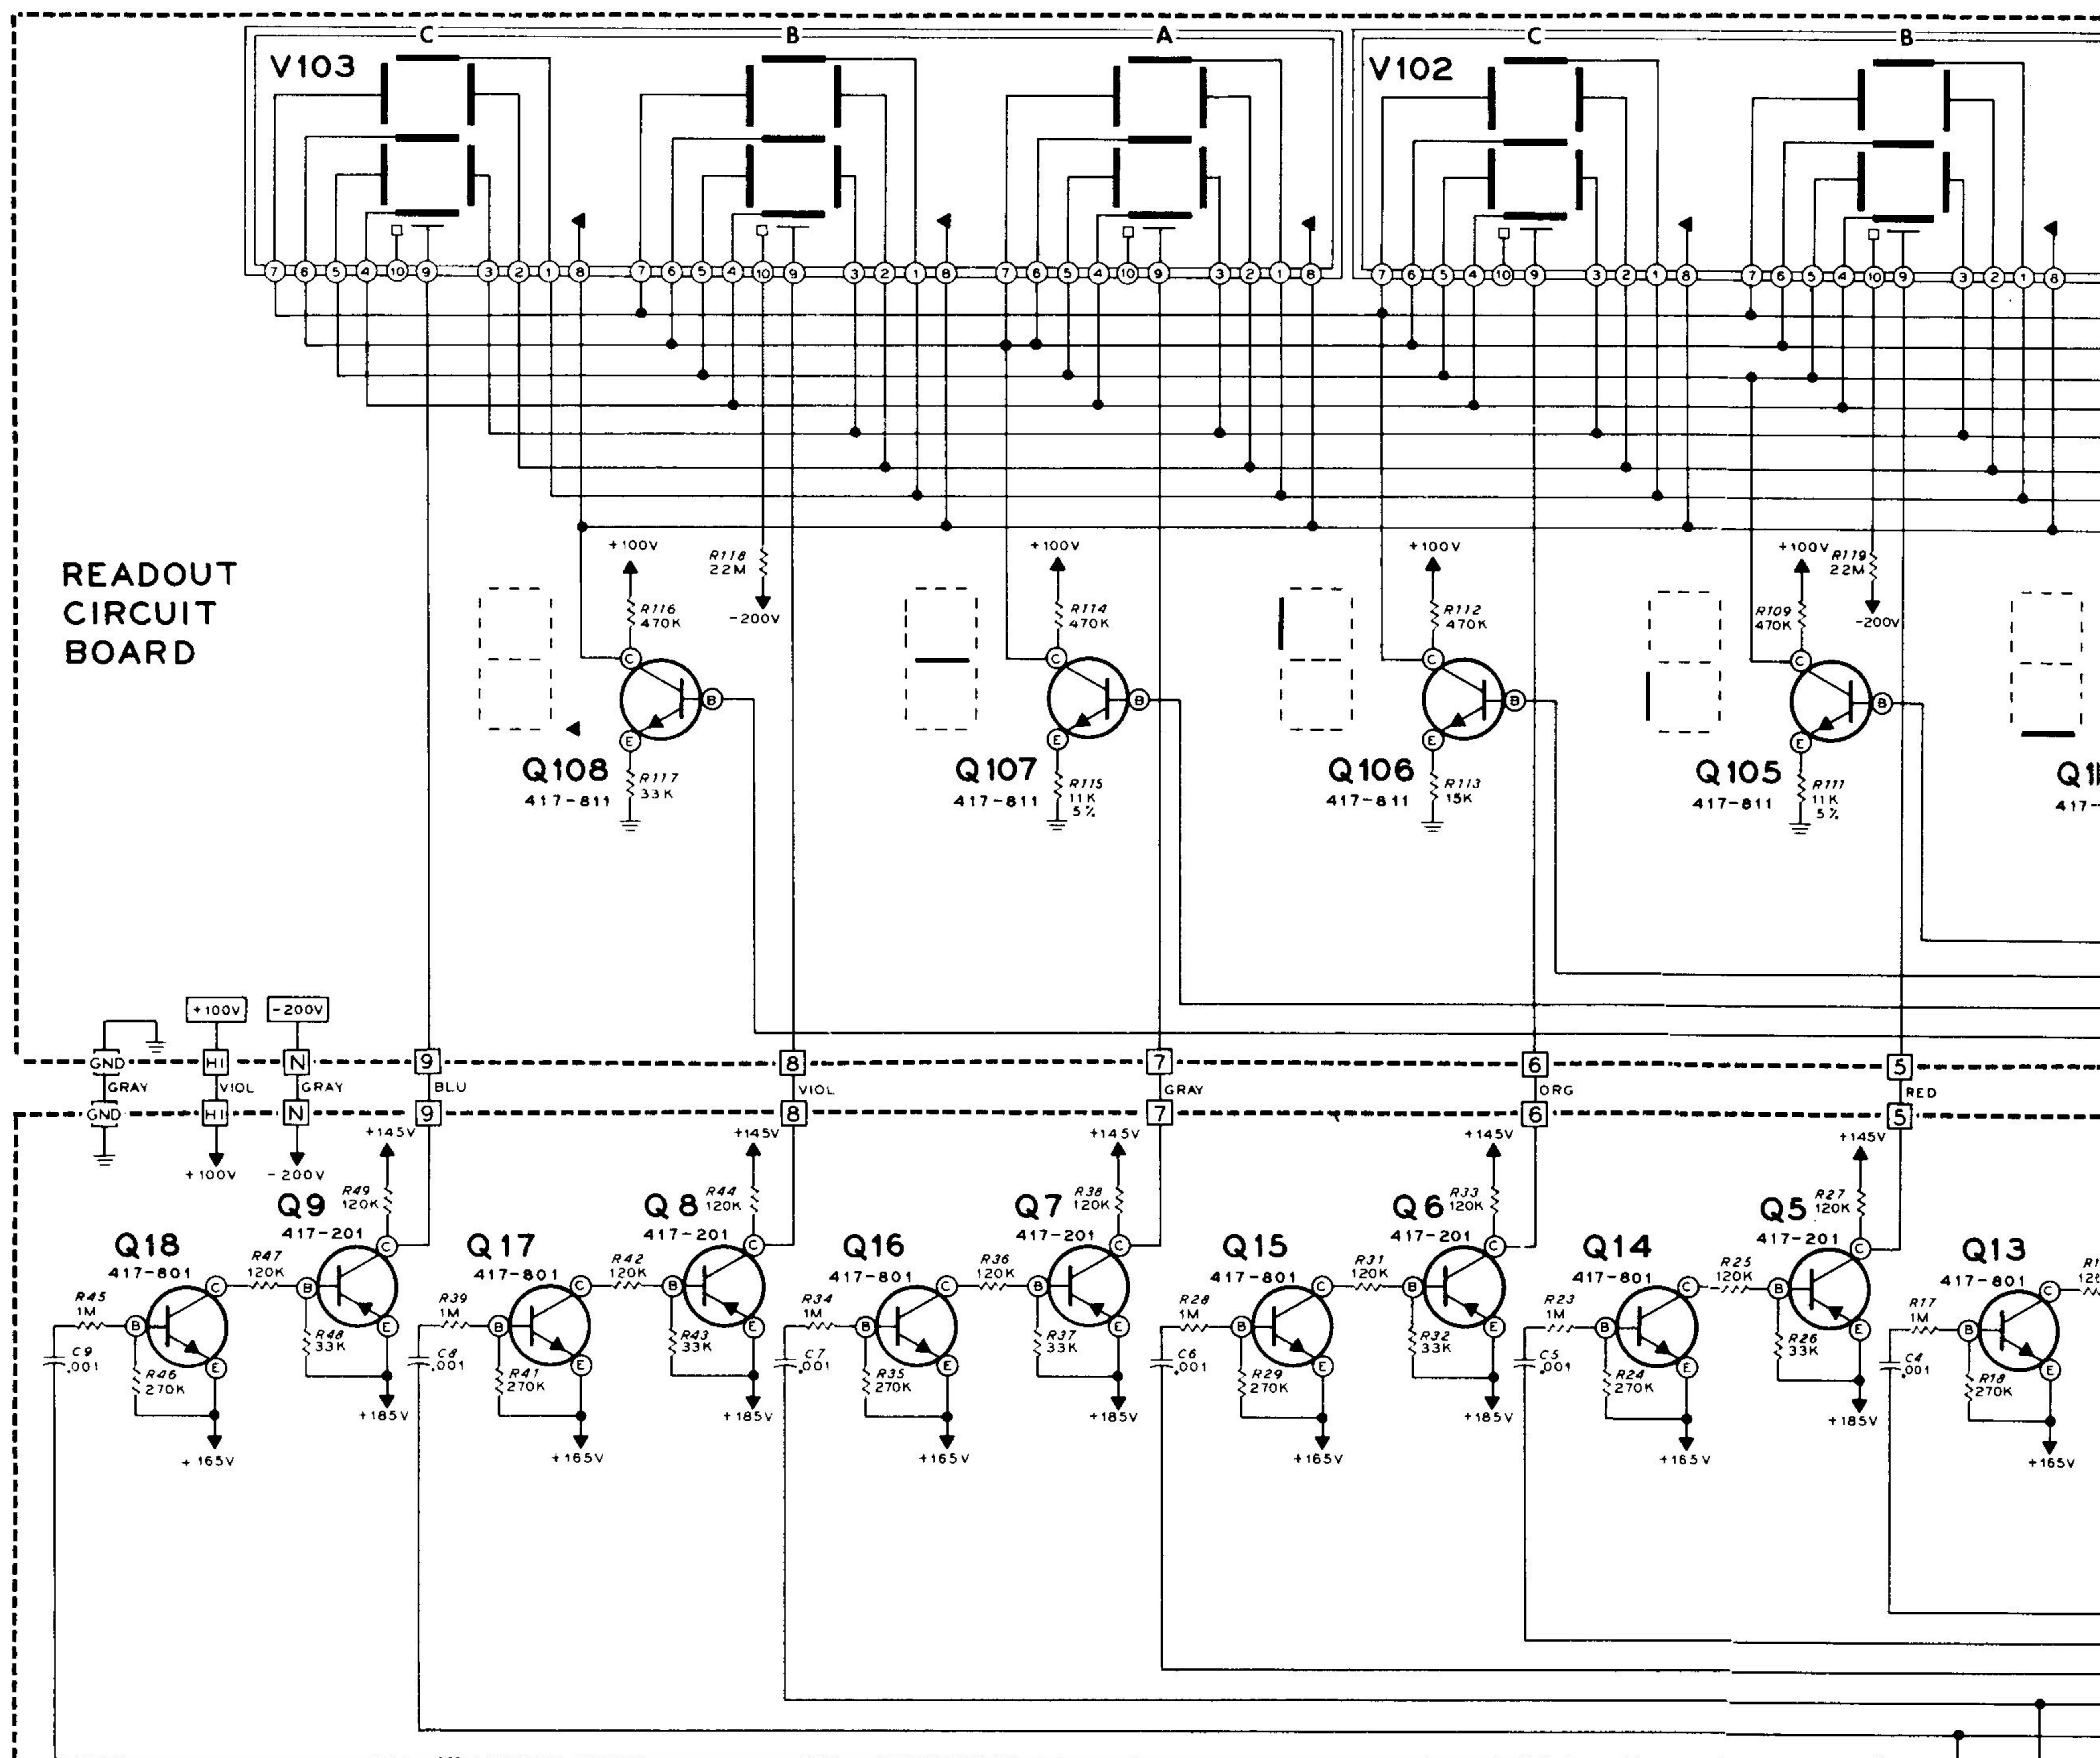 C B A C B
V103 V102
7 6 5 4 10 9 3 2 1 8 7 6 5 4 10 9 3 2 1 8 7 6 5 4 10 9 3 2 1 8 7 6 5 4 10 9 3 2 1 8 7 6 5 4 10 9 3 2 1 8
READOUT
CIRCUIT
BOARD
+100V
R116
470K
R118
22M
-200V
C
B
E
Q108
417-811
R117
33K
+100V
R114
470K
C
B
E
Q107
417-811
R115
11K
5%
+100V
R112
470K
C
B
E
Q106
417-811
R113
15K
+100V
R109
470K
R119
22M
-200V
C
B
E
Q105
417-811
R111
11K
5%
417-
+100V -200V
GND HI N 9 8 7 6 5
GRAY VIOL GRAY BLU VIOL GRAY ORG RED
GND HI N 9 8 7 6 5
+100V -200V
+145V
Q9
417-201
R49
120K
C
B
E
Q18
417-801
R47
120K
R45
1M
B
C
E
C9
.001
R46
270K
R48
33K
+185V
+165V
+145V
Q8
417-201
R44
120K
C
B
E
Q17
417-801
R42
120K
R39
1M
B
C
E
C8
.001
R41
270K
R43
33K
+185V
+165V
+145V
Q7
417-201
R38
120K
C
B
E
Q16
417-801
R36
120K
R34
1M
B
C
E
C7
.001
R35
270K
R37
33K
+185V
+165V
+145V
Q6
417-201
R33
120K
C
B
E
Q15
417-801
R31
120K
R28
1M
B
C
E
C6
.001
R29
270K
R32
33K
+185V
+165V
+145V
Q5
417-201
R27
120K
C
B
E
Q14
417-801
R25
120K
R23
1M
B
C
E
C5
.001
R24
270K
R26
33K
+185V
+165V
Q13
417-801
R17
1M
B
C
E
C4
.001
R18
270K
+165V